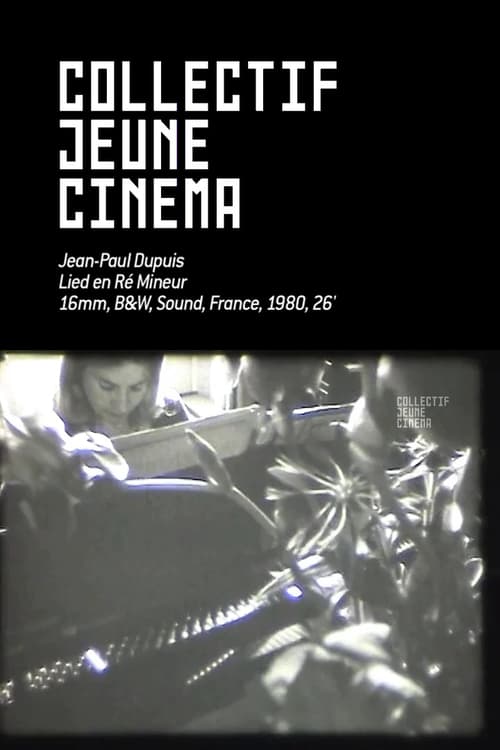 COLLECTIF
JEUNE
CINEMA
Jean-Paul Dupuis
Lied en Ré Mineur
16mm, B&W, Sound, France, 1980, 26'
COLLECTIF
JEUNE
CINEMA